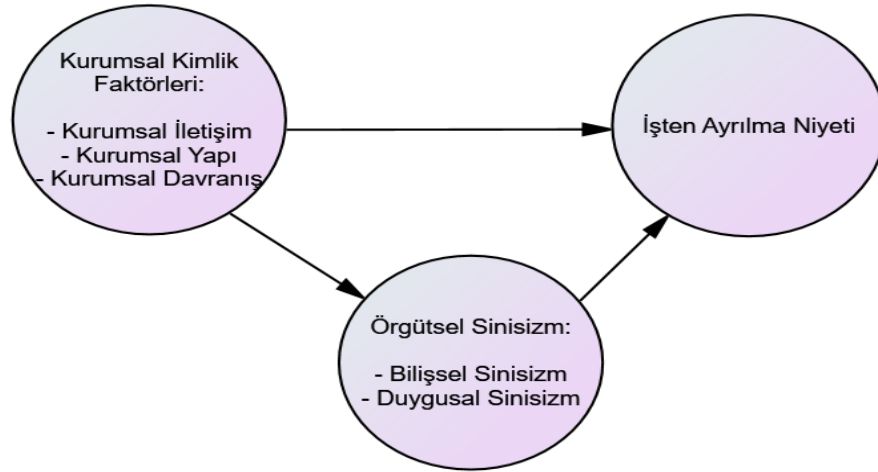 Kurumsal Kimlik
Faktörleri:
- Kurumsal İletişim
- Kurumsal Yapı
- Kurumsal Davranış
İşten Ayrılma Niyeti
Örgütsel Sinisizm:
- Bilişsel Sinisizm
- Duygusal Sinisizm